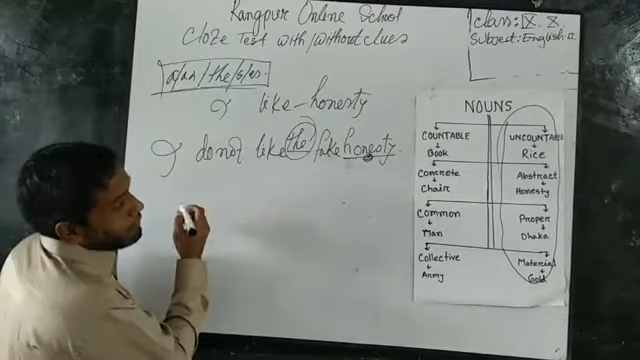 Rangpur Online School
Cloze Test with/without clues
class: IX. X.
Subject: English II
a/an/the/s/es.
I like honesty
I do not like the fake honesty.
NOUNS
COUNTABLE
UNCOUNTABLE
Book
Rice
Concrete
Abstract
Chair
Honesty
Common
Proper
Man
Dhaka
Collective
Material
Army
Gold